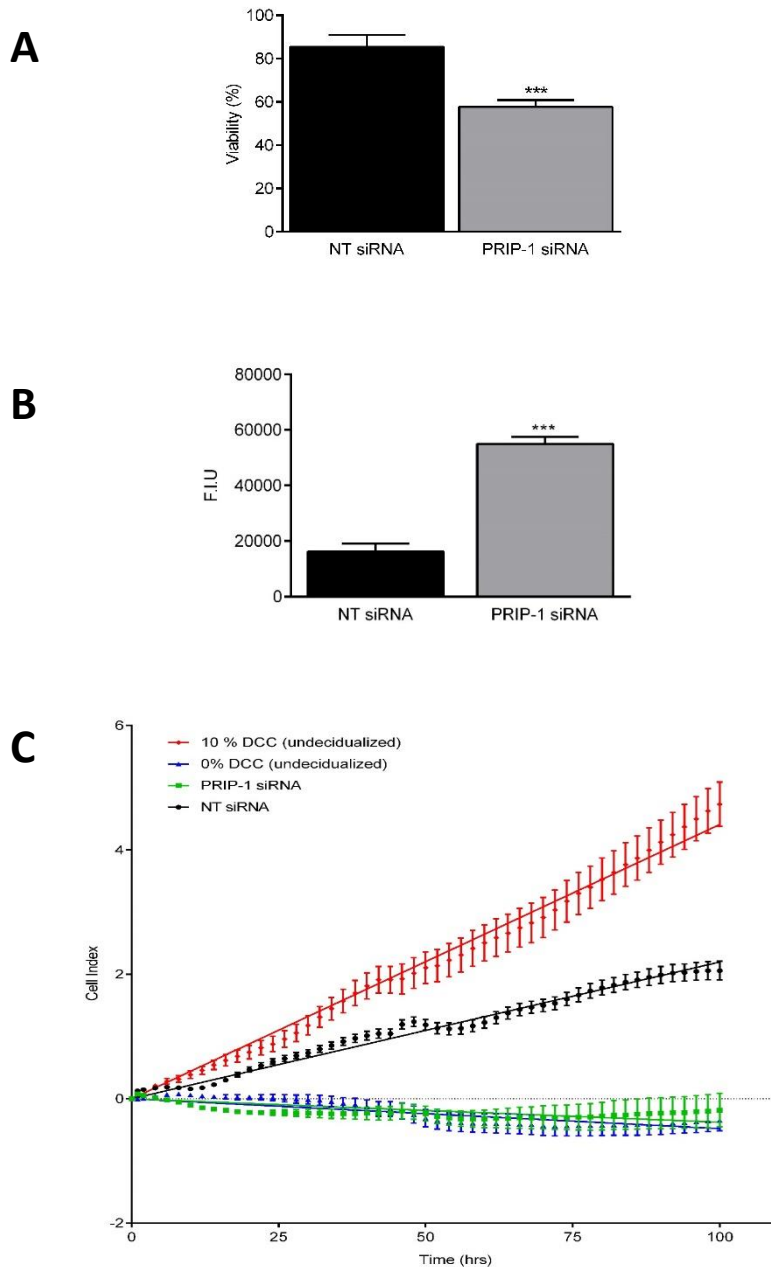 A
100
80
60
40
20
0
Viability (%)
***
NT siRNA PRIP-1 siRNA
B
80000
60000
40000
20000
0
F.I.U
***
NT siRNA PRIP-1 siRNA
C
6
4
2
0
-2
Cell Index
10 % DCC (undecidualized)
0% DCC (undecidualized)
PRIP-1 siRNA
NT siRNA
0 25 50 75 100
Time (hrs)